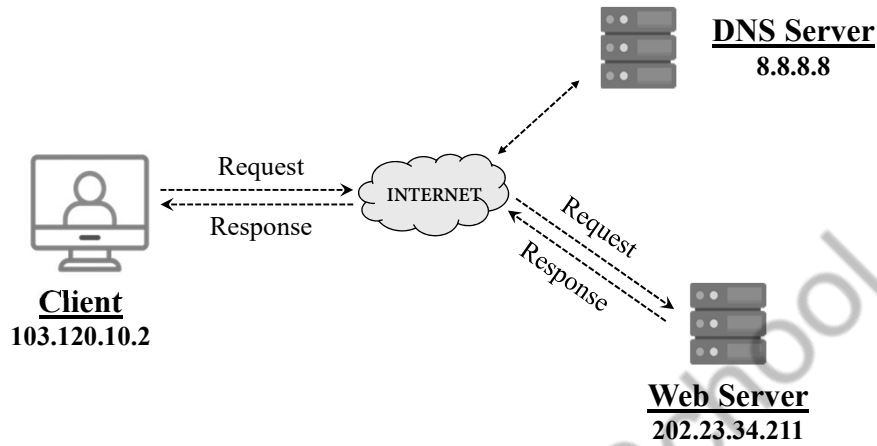 DNS Server
8.8.8.8
Request
Response
INTERNET
Request
Response
Client
103.120.10.2
Web Server
202.23.34.211